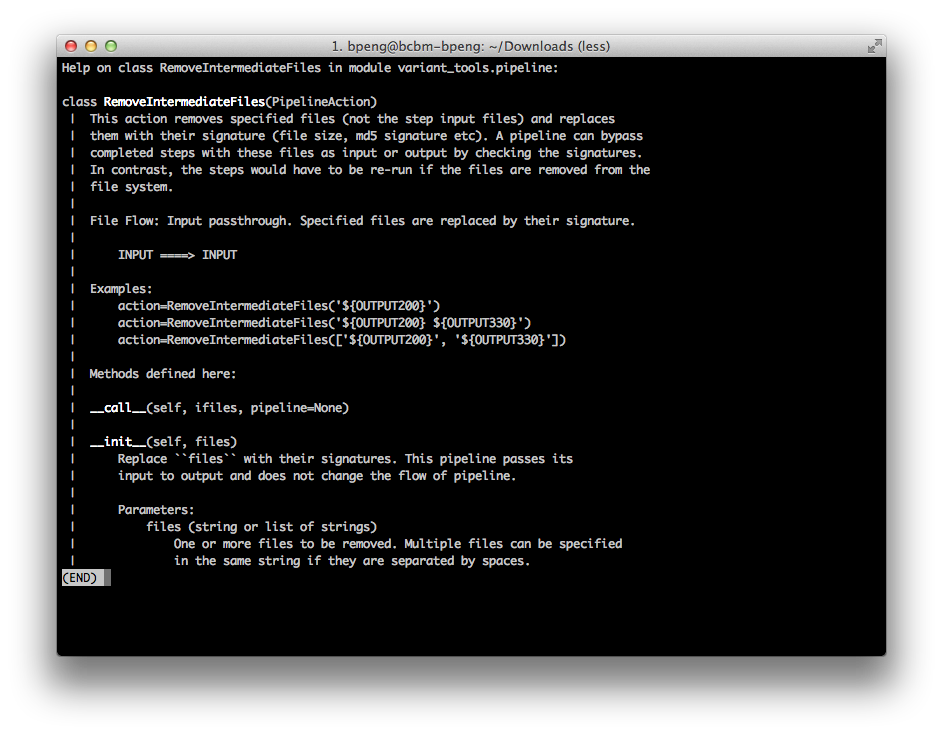 1. bpeng@bcbm-bpeng: ~/Downloads (less)
Help on class RemoveIntermediateFiles in module variant_tools.pipeline:

class RemoveIntermediateFiles(PipelineAction)
 |  This action removes specified files (not the step input files) and replaces
 |  them with their signature (file size, md5 signature etc). A pipeline can bypass
 |  completed steps with these files as input or output by checking the signatures.
 |  In contrast, the steps would have to be re-run if the files are removed from the
 |  file system.
 |
 |  File Flow: Input passthrough. Specified files are replaced by their signature.
 |
 |      INPUT ====> INPUT
 |
 |  Examples:
 |      action=RemoveIntermediateFiles('${OUTPUT200}')
 |      action=RemoveIntermediateFiles('${OUTPUT200} ${OUTPUT330}')
 |      action=RemoveIntermediateFiles(['${OUTPUT200}', '${OUTPUT330}'])
 |
 |  Methods defined here:
 |
 |  __call__(self, ifiles, pipeline=None)
 |
 |  __init__(self, files)
 |      Replace ``files`` with their signatures. This pipeline passes its
 |      input to output and does not change the flow of pipeline.
 |
 |      Parameters:
 |          files (string or list of strings)
 |              One or more files to be removed. Multiple files can be specified
 |              in the same string if they are separated by spaces.
(END)